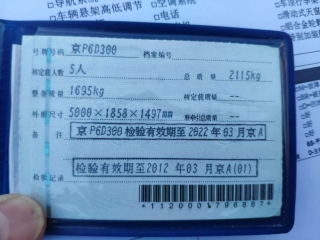 导航系统
空调系统
车辆悬架高低调节
电话
号牌号码 京P6D300 档案编号
核定载人数 5人 总质量 2115kg
整备质量 1695kg 核定载质量 --
外廓尺寸 5000×1858×1497mm 准牵引总质量 --
备注 京P6D300 检验有效期至2022年03月京A
检验有效期至2012年03月京A(01)
检验记录